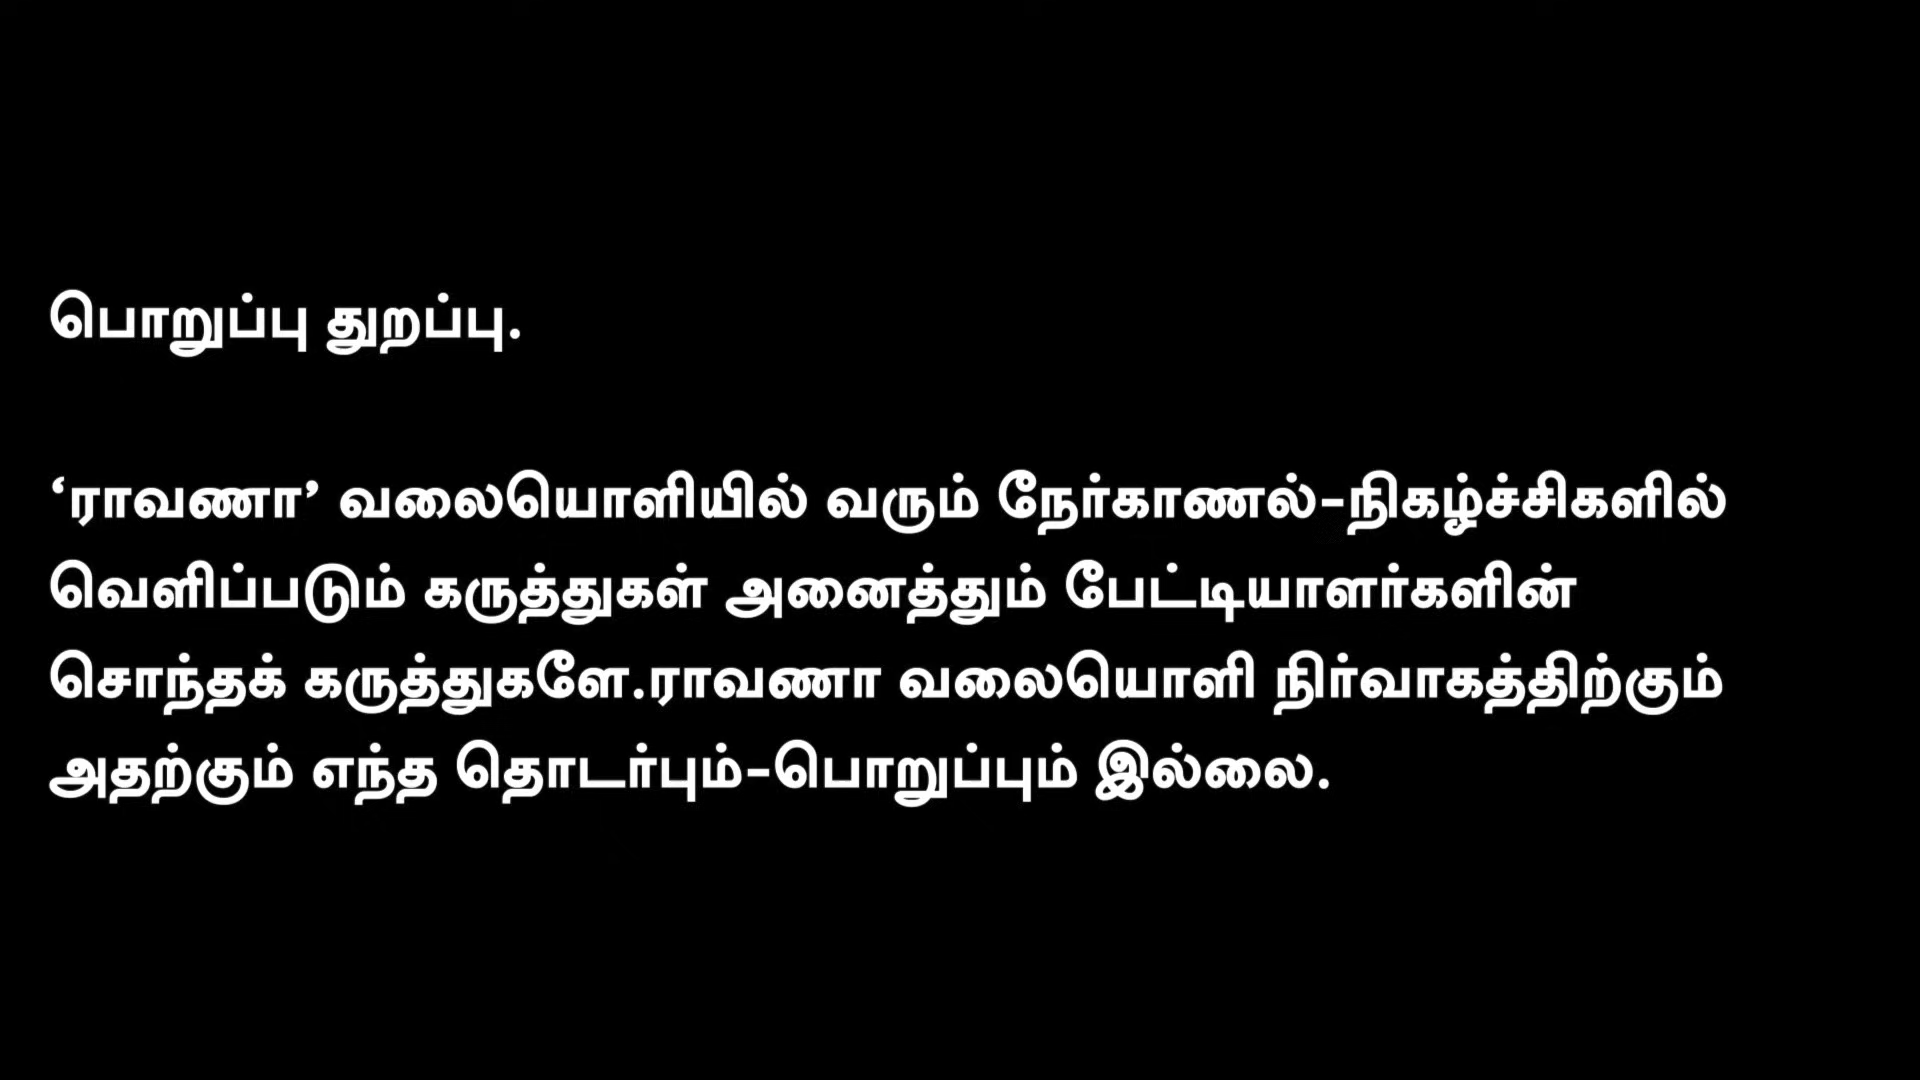 பொறுப்பு துறப்பு.
‘ராவணா’ வலையொளியில் வரும் நேர்காணல்-நிகழ்ச்சிகளில்
வெளிப்படும் கருத்துகள் அனைத்தும் பேட்டியாளர்களின்
சொந்தக் கருத்துகளே.ராவணா வலையொளி நிர்வாகத்திற்கும்
அதற்கும் எந்த தொடர்பும்-பொறுப்பும் இல்லை.